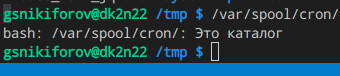 gsnikiforov@dk2n22 /tmp $ /var/spool/cron/
bash: /var/spool/cron/: Это каталог
gsnikiforov@dk2n22 /tmp $